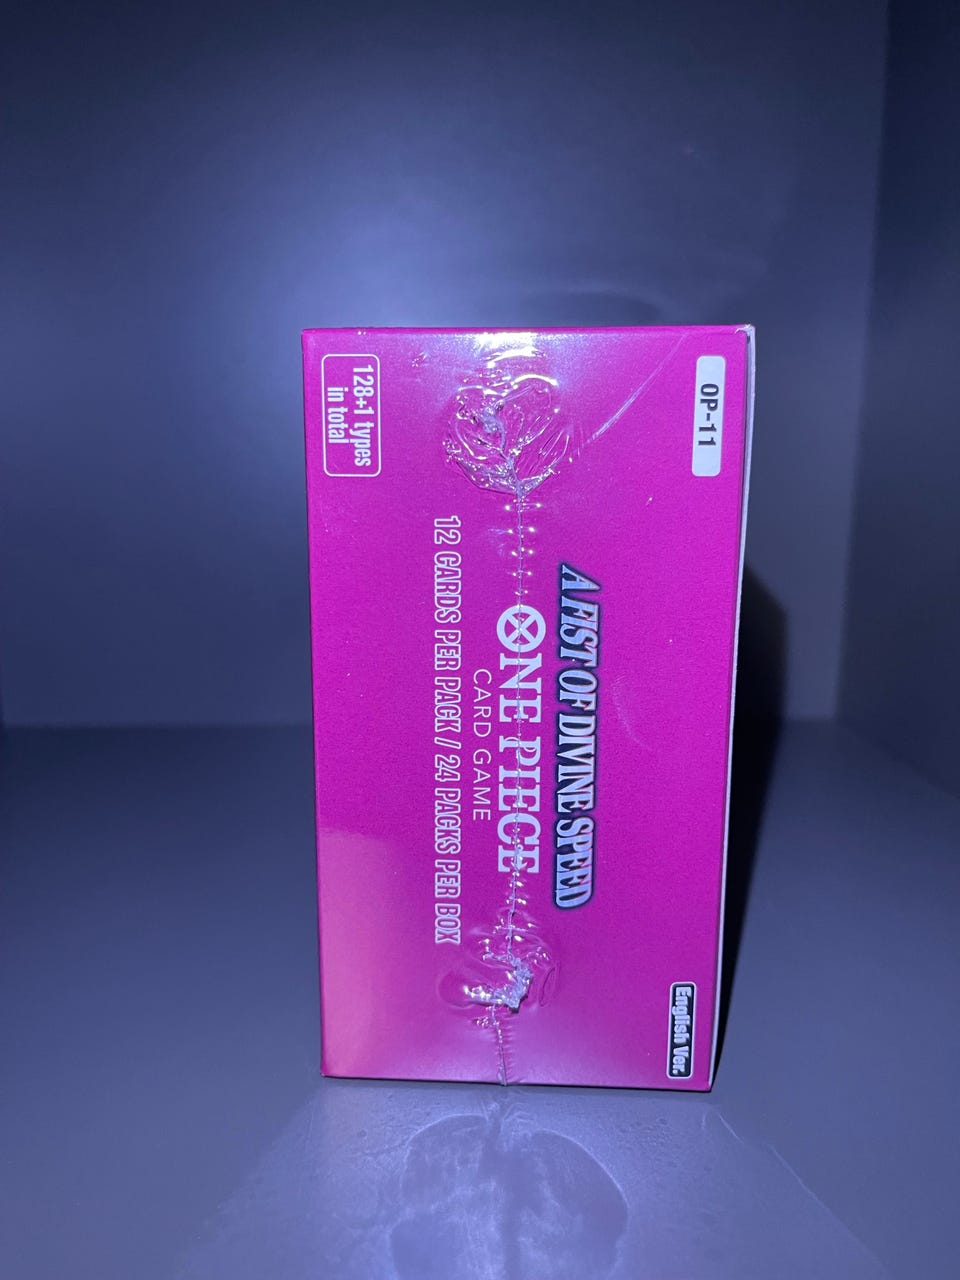 OP-11
A FIST OF DIVINE SPEED
ONE PIECE
CARD GAME
12 CARDS PER PACK / 24 PACKS PER BOX
128+1 types
in total
English Ver.